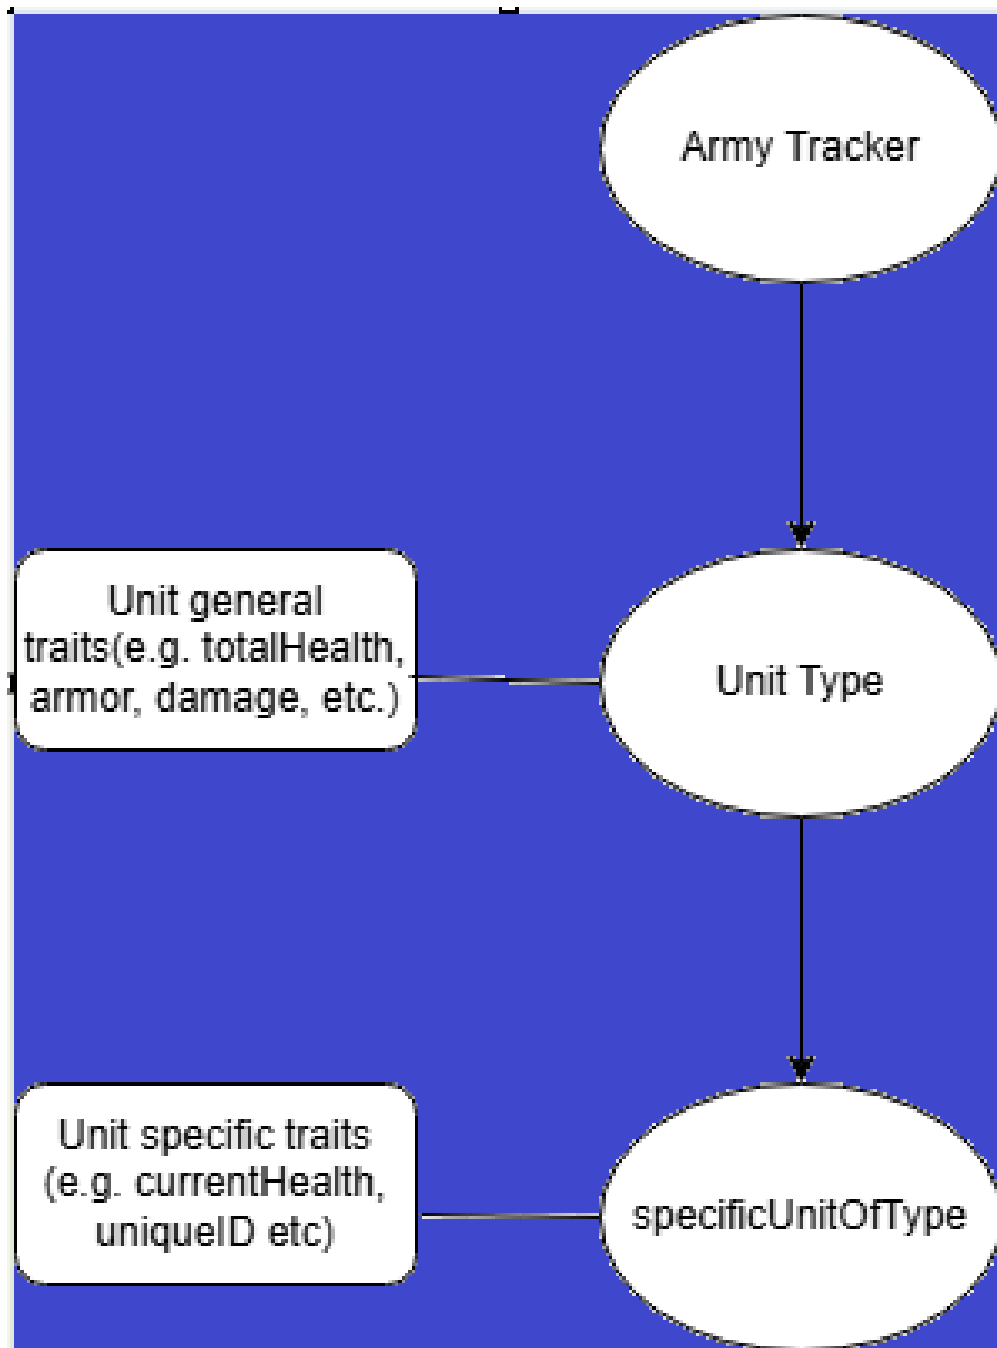 Army Tracker
Unit general
traits(e.g. totalHealth,
armor, damage, etc.)
Unit Type
Unit specific traits
(e.g. currentHealth,
uniqueID etc)
specificUnitOfType